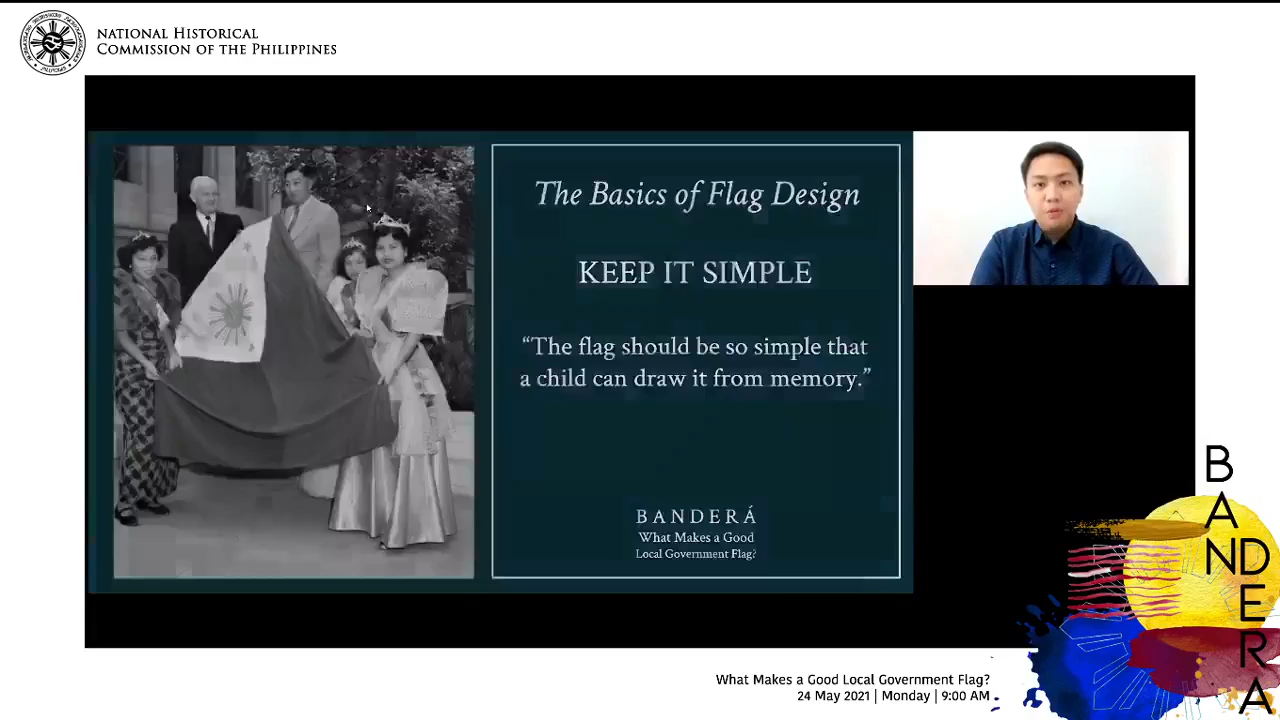 NATIONAL HISTORICAL
COMMISSION OF THE PHILIPPINES
The Basics of Flag Design
KEEP IT SIMPLE
“The flag should be so simple that
a child can draw it from memory.”
BANDERÁ
What Makes a Good
Local Government Flag?
BANDERA
What Makes a Good Local Government Flag?
24 May 2021 | Monday | 9:00 AM